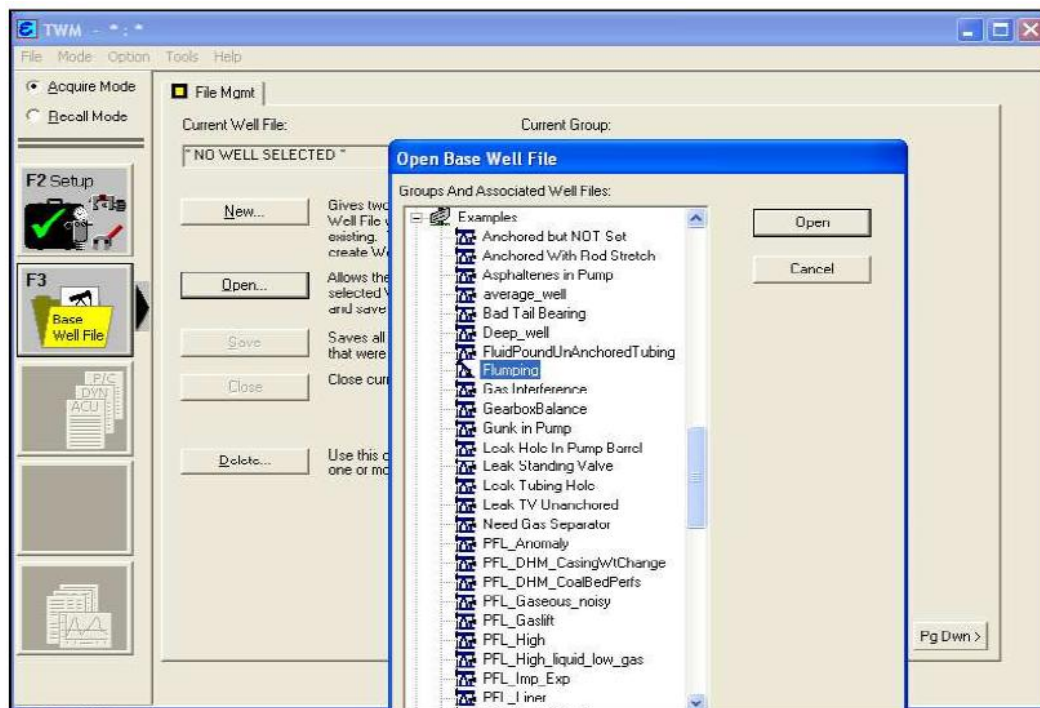 TWM - * : *
File Mode Option Tools Help
Acquire Mode
Recall Mode
File Mgmt
Current Well File:
Current Group:
* NO WELL SELECTED *
F2 Setup
F3
Base
Well File
P/C
DYN
ACU
New...
Gives two
Well File
existing.
create We
Open...
Allows the
selected
and save
Save
Saves all
that were
Close
Close curr
Delete...
Use this o
one or mo
Open Base Well File
Groups And Associated Well Files:
Examples
Anchored but NOT Set
Anchored With Rod Stretch
Asphaltenes in Pump
average_well
Bad Tail Bearing
Deep_well
FluidPoundUnAnchoredTubing
Flumping
Gas Interference
GearboxBalance
Gunk in Pump
Leak Hole In Pump Barrel
Leak Standing Valve
Leak Tubing Hole
Leak TV Unanchored
Need Gas Separator
PFL_Anomaly
PFL_DHM_CasingWtChange
PFL_DHM_CoalBedPerfs
PFL_Gaseous_noisy
PFL_Gaslift
PFL_High
PFL_High_liquid_low_gas
PFL_Imp_Exp
PFL_Liner
Open
Cancel
Pg Dwn >